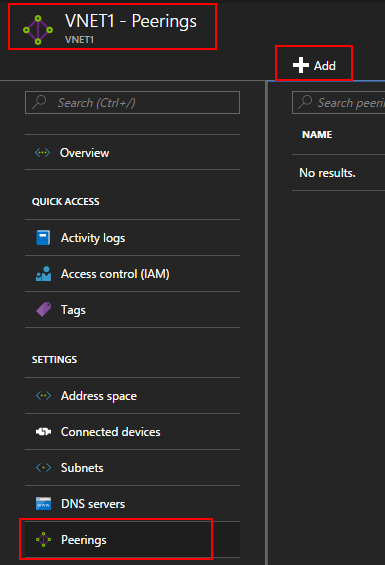 VNET1 - Peerings
VNET1
Add
Search (Ctrl+/)
Overview
QUICK ACCESS
Activity logs
Access control (IAM)
Tags
SETTINGS
Address space
Connected devices
Subnets
DNS servers
Peerings
Search peeri
NAME
No results.